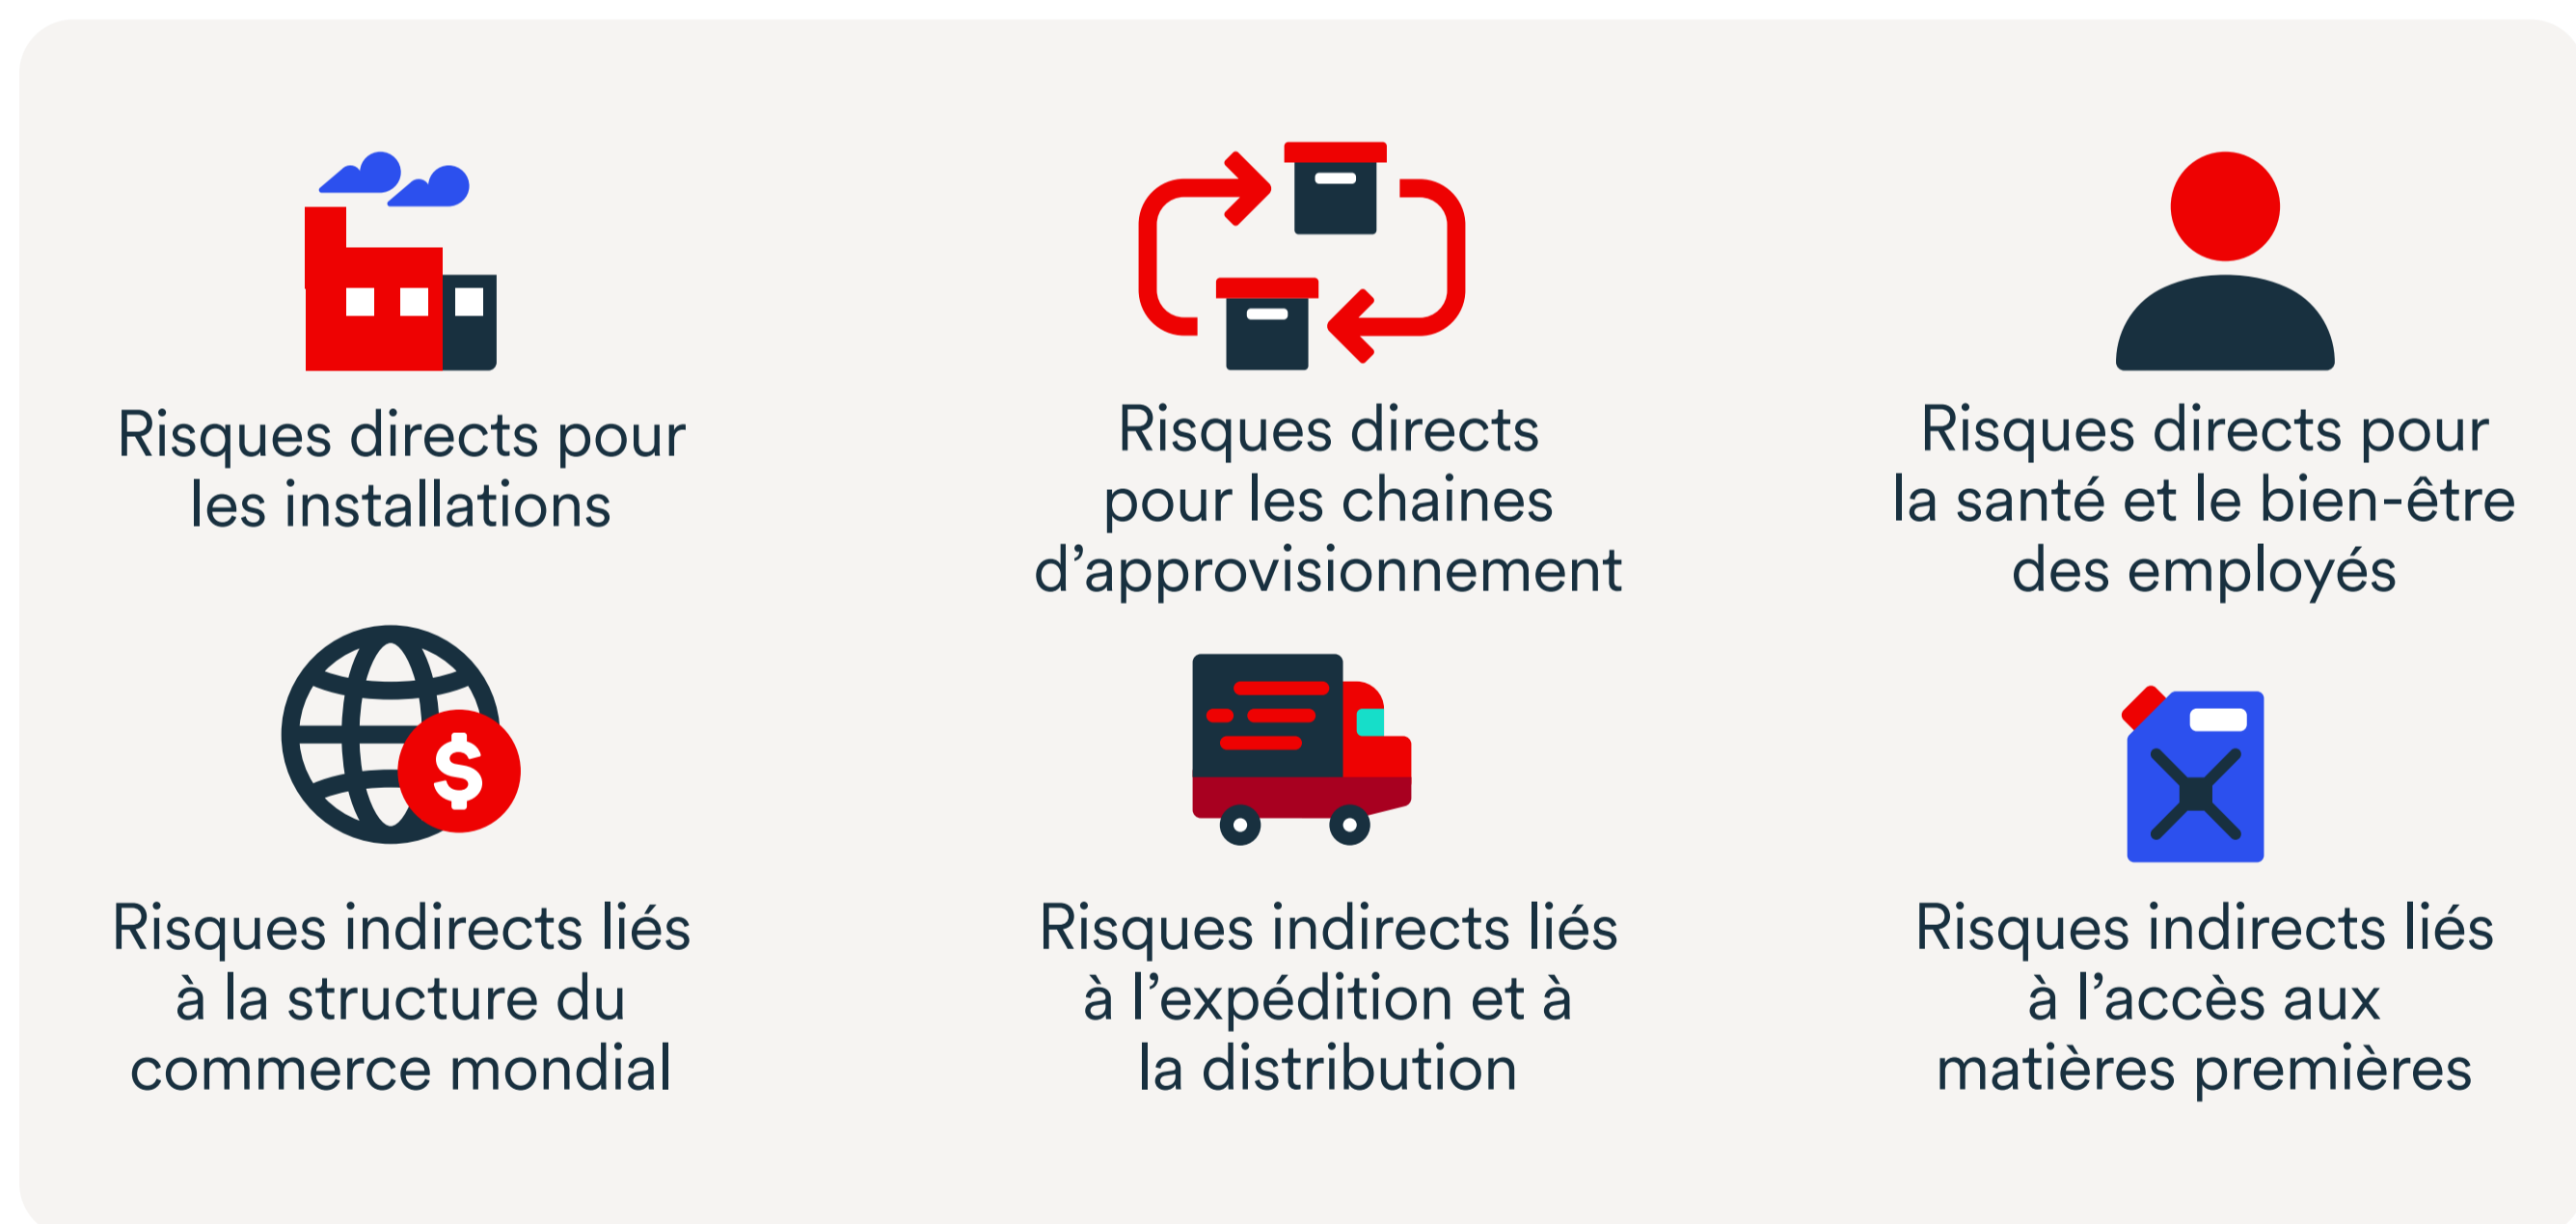 Risques directs pour
les installations
Risques directs
pour les chaines
d’approvisionnement
Risques directs pour
la santé et le bien-être
des employés
$
Risques indirects liés
à la structure du
commerce mondial
Risques indirects liés
à l’expédition et à
la distribution
Risques indirects liés
à l’accès aux
matières premières